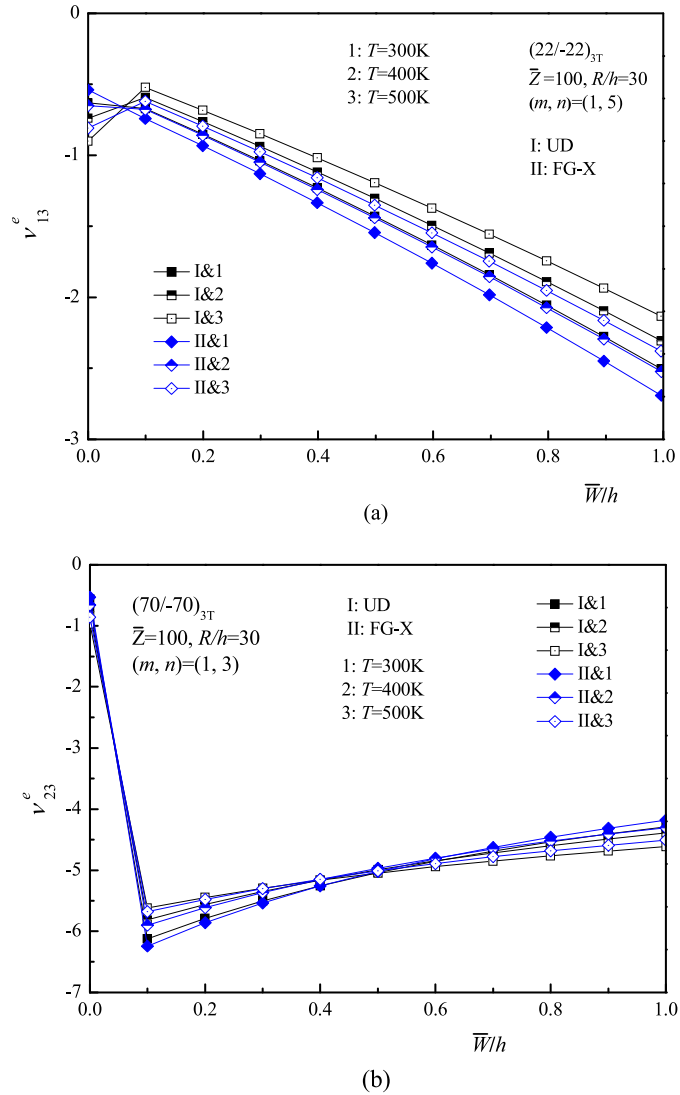 0
-1
-2
-3
ν₁₃ᵉ
1: T=300K
2: T=400K
3: T=500K
(22/-22)3T
Z̄=100, R/h=30
(m, n)=(1, 5)
I: UD
II: FG-X
I&1
I&2
I&3
II&1
II&2
II&3
0.0 0.2 0.4 0.6 0.8 1.0
W̄/h
(a)
0
-1
-2
-3
-4
-5
-6
-7
ν₂₃ᵉ
(70/-70)3T
Z̄=100, R/h=30
(m, n)=(1, 3)
I: UD
II: FG-X
1: T=300K
2: T=400K
3: T=500K
I&1
I&2
I&3
II&1
II&2
II&3
0.0 0.2 0.4 0.6 0.8 1.0
W̄/h
(b)